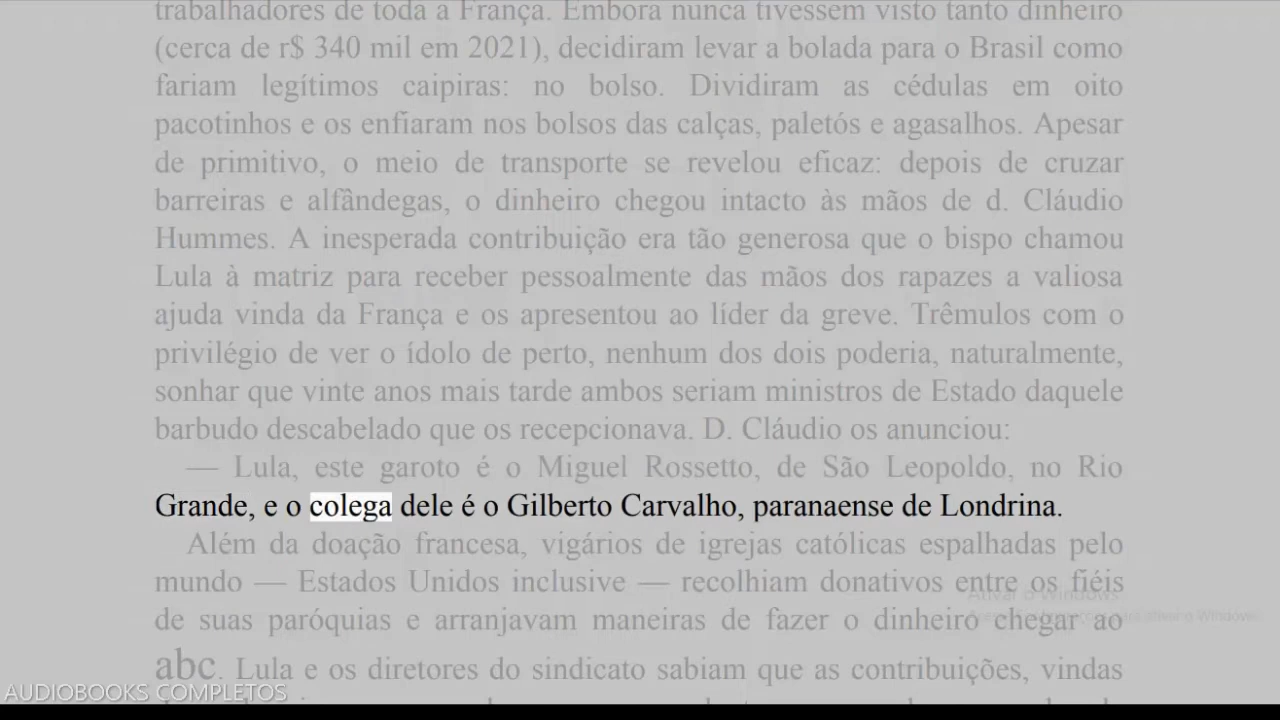 trabalhadores de toda a França. Embora nunca tivessem visto tanto dinheiro
(cerca de r$ 340 mil em 2021), decidiram levar a bolada para o Brasil como
fariam legítimos caipiras: no bolso. Dividiram as cédulas em oito
pacotinhos e os enfiaram nos bolsos das calças, paletós e agasalhos. Apesar
de primitivo, o meio de transporte se revelou eficaz: depois de cruzar
barreiras e alfândegas, o dinheiro chegou intacto às mãos de d. Cláudio
Hummes. A inesperada contribuição era tão generosa que o bispo chamou
Lula à matriz para receber pessoalmente das mãos dos rapazes a valiosa
ajuda vinda da França e os apresentou ao líder da greve. Trêmulos com o
privilégio de ver o ídolo de perto, nenhum dos dois poderia, naturalmente,
sonhar que vinte anos mais tarde ambos seriam ministros de Estado daquele
barbudo descabelado que os recepcionava. D. Cláudio os anunciou:
— Lula, este garoto é o Miguel Rossetto, de São Leopoldo, no Rio
Grande, e o colega dele é o Gilberto Carvalho, paranaense de Londrina.
Além da doação francesa, vigários de igrejas católicas espalhadas pelo
mundo — Estados Unidos inclusive — recolhiam donativos entre os fiéis
Ativar o Windows
de suas paróquias e arranjavam maneiras de fazer o dinheiro chegar ao
abc. Lula e os diretores do sindicato sabiam que as contribuições, vindas
AUDIOBOOKS COMPLETOS